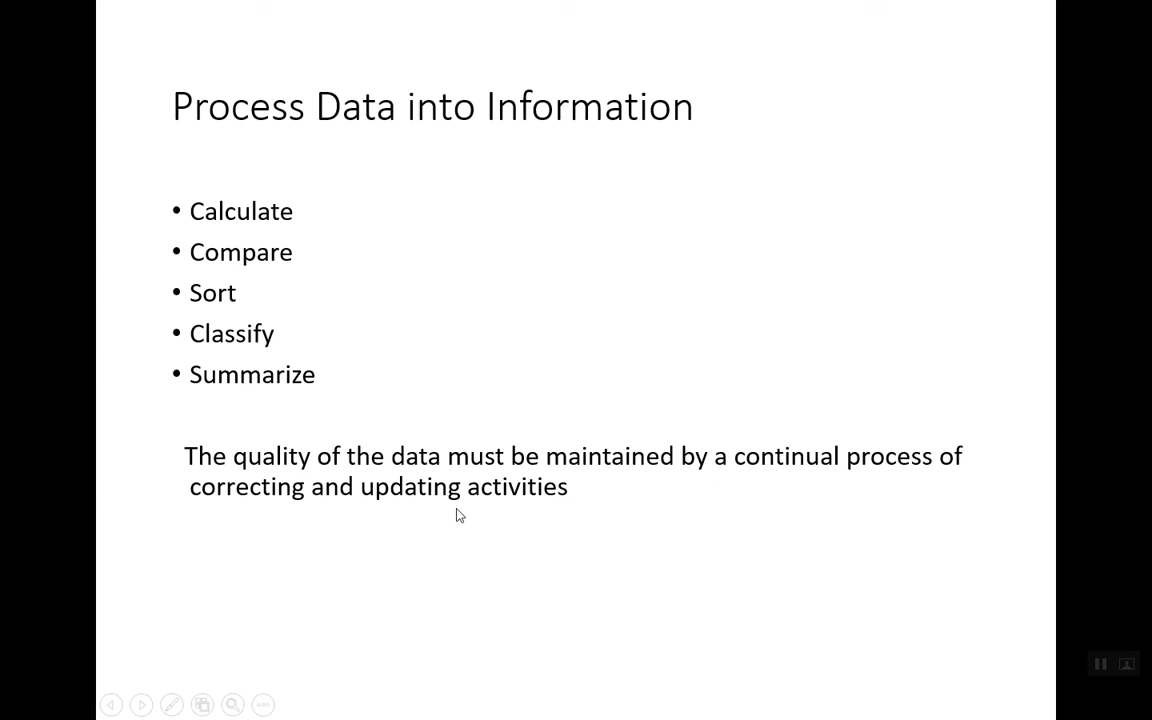 Process Data into Information
• Calculate
• Compare
• Sort
• Classify
• Summarize
The quality of the data must be maintained by a continual process of
correcting and updating activities